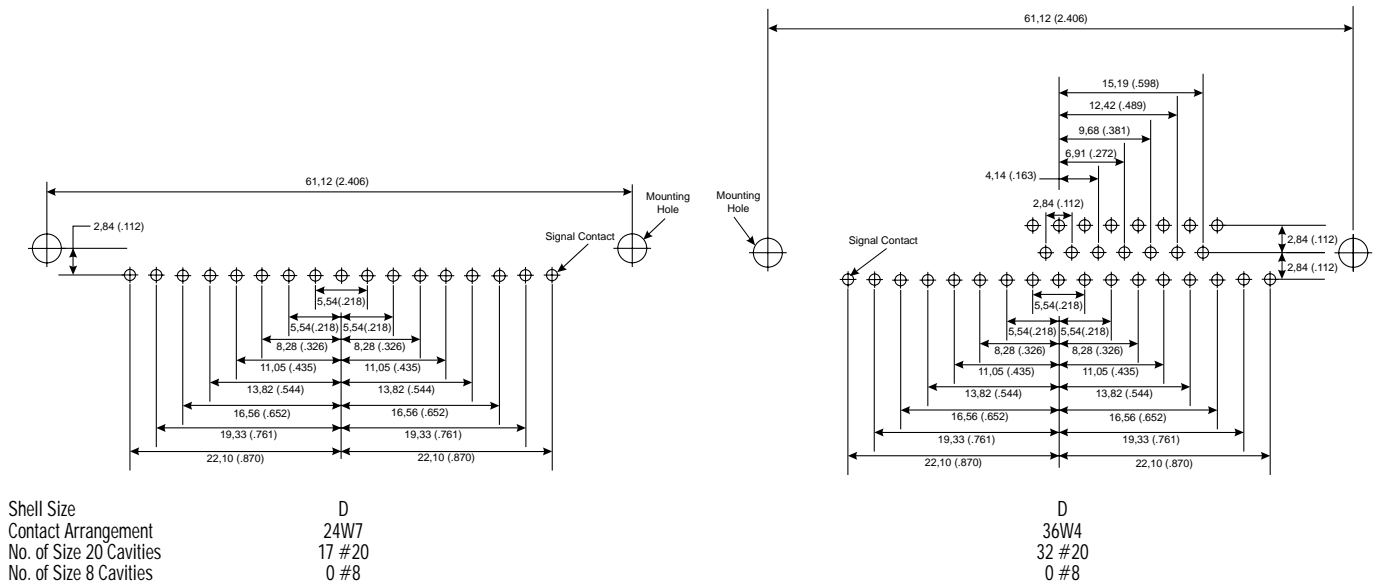 61,12 (2.406)
15,19 (.598)
12,42 (.489)
9,68 (.381)
6,91 (.272)
4,14 (.163)
61,12 (2.406)
Mounting
Hole
2,84 (.112)
Signal Contact
Mounting
Hole
2,84 (.112)
Signal Contact
2,84 (.112)
2,84 (.112)
5,54(.218)
5,54(.218) 5,54(.218)
8,28 (.326) 8,28 (.326)
11,05 (.435) 11,05 (.435)
13,82 (.544) 13,82 (.544)
16,56 (.652) 16,56 (.652)
19,33 (.761) 19,33 (.761)
22,10 (.870) 22,10 (.870)
5,54(.218)
5,54(.218) 5,54(.218)
8,28 (.326) 8,28 (.326)
11,05 (.435) 11,05 (.435)
13,82 (.544) 13,82 (.544)
16,56 (.652) 16,56 (.652)
19,33 (.761) 19,33 (.761)
22,10 (.870) 22,10 (.870)
Shell Size D D
Contact Arrangement 24W7 36W4
No. of Size 20 Cavities 17 #20 32 #20
No. of Size 8 Cavities 0 #8 0 #8